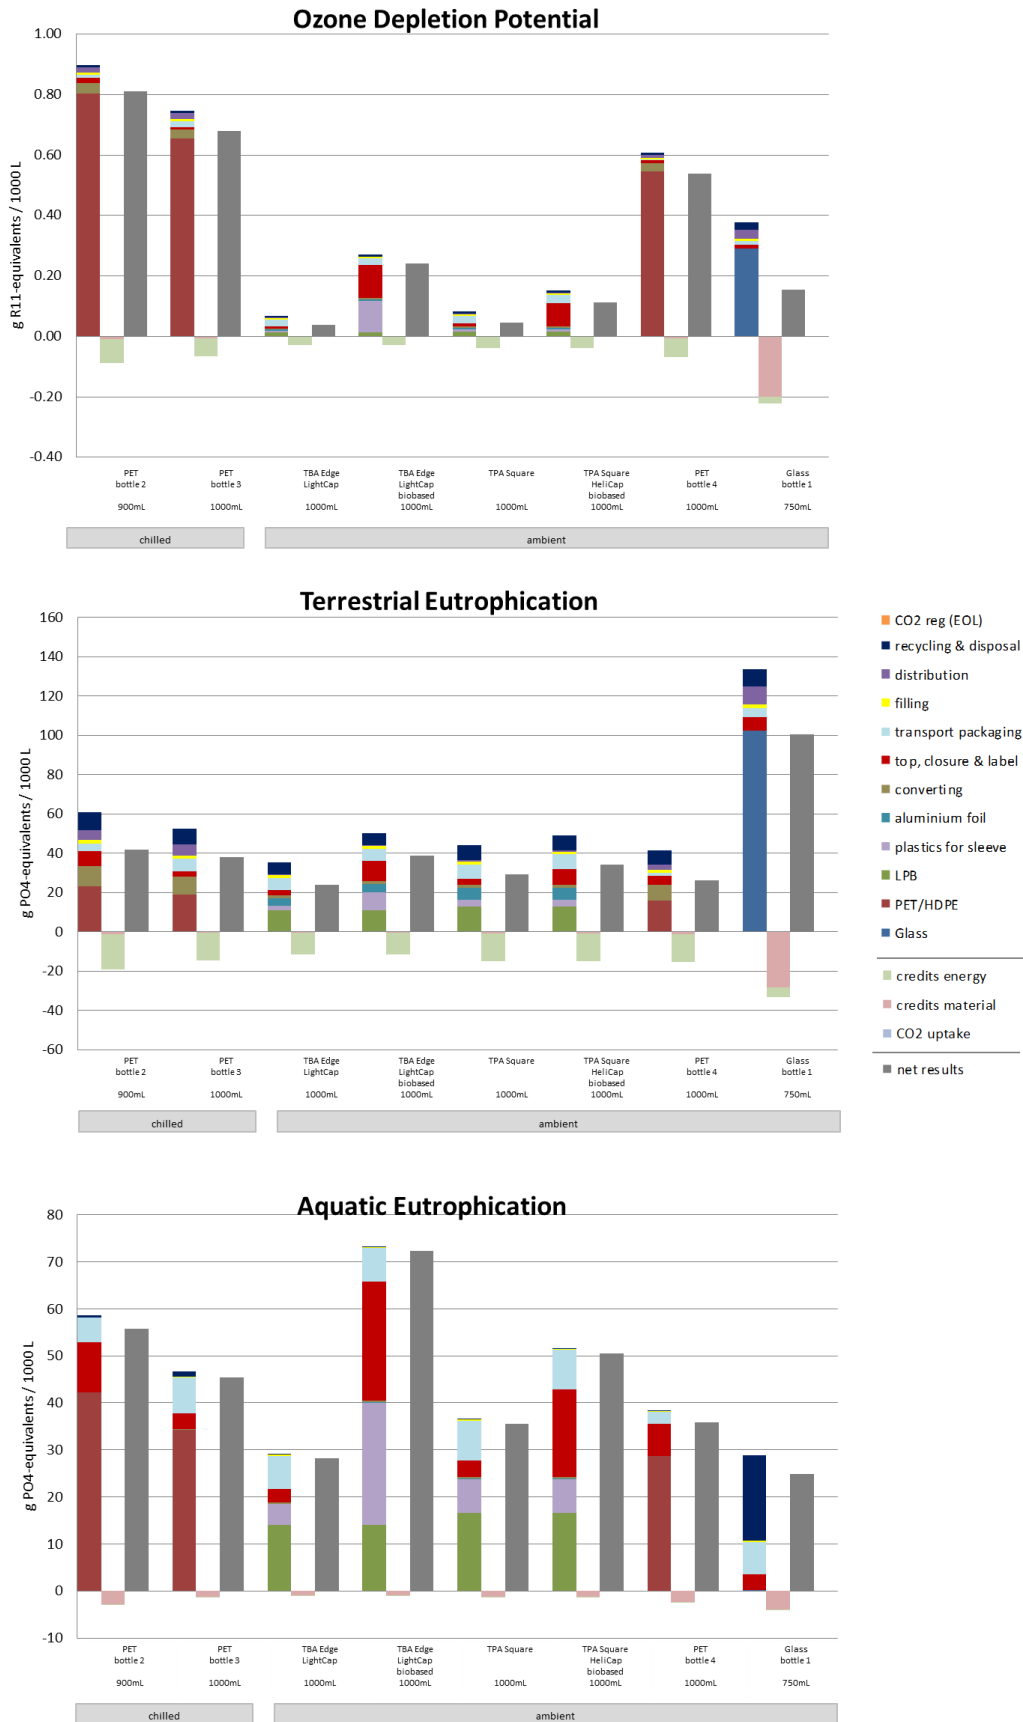 Ozone Depletion Potential
g R11-equivalents / 1000 L
1.00
0.80
0.60
0.40
0.20
0.00
-0.20
-0.40
PET
bottle 2
900mL
PET
bottle 3
1000mL
TBA Edge
LightCap
1000mL
TBA Edge
LightCap
biobased
1000mL
TPA Square
1000mL
TPA Square
HeliCap
biobased
1000mL
PET
bottle 4
1000mL
Glass
bottle 1
750mL
chilled
ambient
Terrestrial Eutrophication
g PO4-equivalents / 1000 L
160
140
120
100
80
60
40
20
0
-20
-40
-60
PET
bottle 2
900mL
PET
bottle 3
1000mL
TBA Edge
LightCap
1000mL
TBA Edge
LightCap
biobased
1000mL
TPA Square
1000mL
TPA Square
HeliCap
biobased
1000mL
PET
bottle 4
1000mL
Glass
bottle 1
750mL
chilled
ambient
CO2 reg (EOL)
recycling & disposal
distribution
filling
transport packaging
top, closure & label
converting
aluminium foil
plastics for sleeve
LPB
PET/HDPE
Glass
credits energy
credits material
CO2 uptake
net results
Aquatic Eutrophication
g PO4-equivalents / 1000 L
80
70
60
50
40
30
20
10
0
-10
PET
bottle 2
900mL
PET
bottle 3
1000mL
TBA Edge
LightCap
1000mL
TBA Edge
LightCap
biobased
1000mL
TPA Square
1000mL
TPA Square
HeliCap
biobased
1000mL
PET
bottle 4
1000mL
Glass
bottle 1
750mL
chilled
ambient